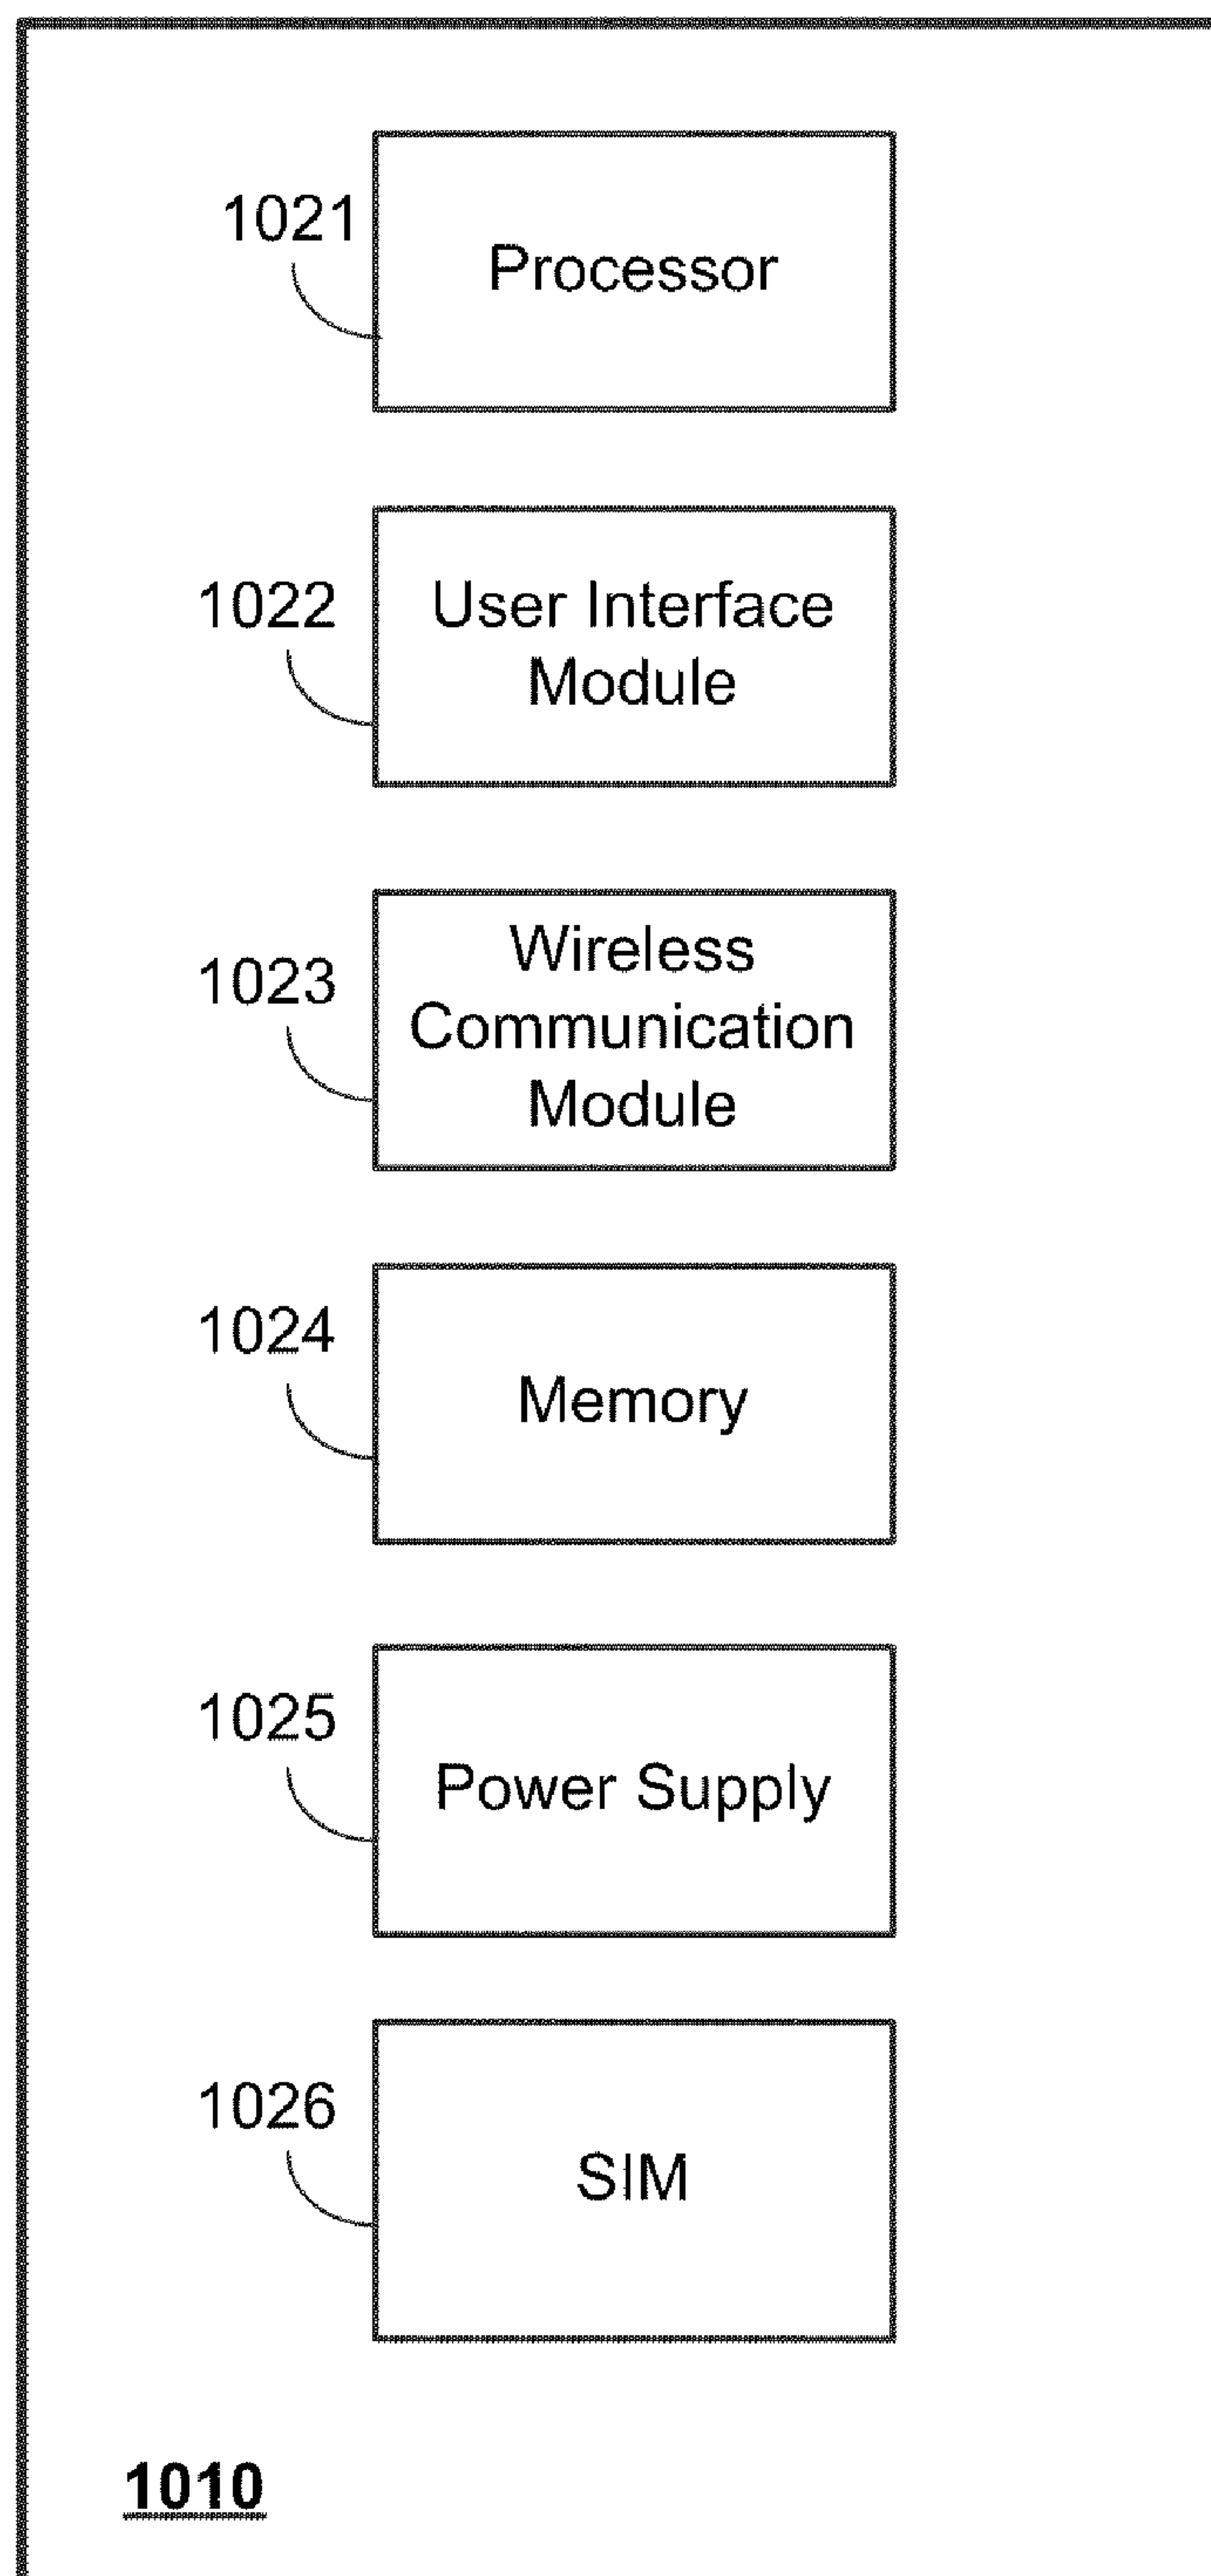 1021
Processor
1022
User Interface
Module
1023
Wireless
Communication
Module
1024
Memory
1025
Power Supply
1026
SIM
1010